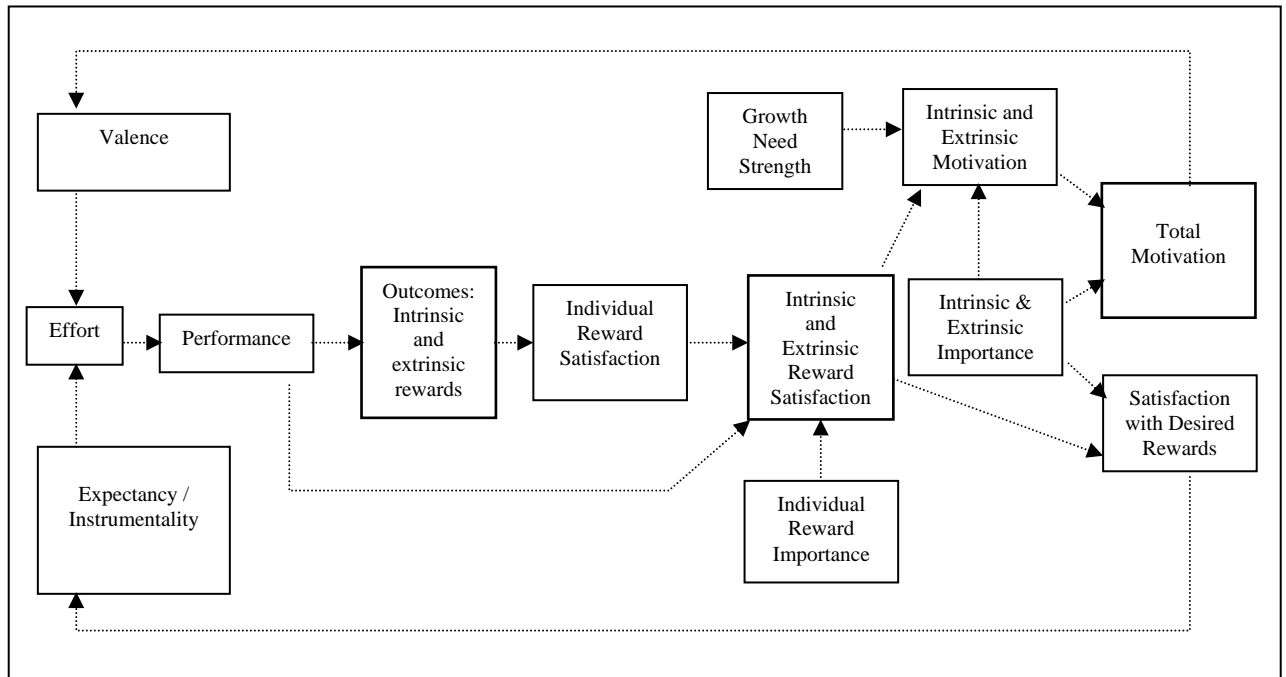 Valence
Growth
Need
Strength
Intrinsic and
Extrinsic
Motivation
Total
Motivation
Effort
Performance
Outcomes:
Intrinsic
and
extrinsic
rewards
Individual
Reward
Satisfaction
Intrinsic
and
Extrinsic
Reward
Satisfaction
Intrinsic &
Extrinsic
Importance
Satisfaction
with Desired
Rewards
Expectancy /
Instrumentality
Individual
Reward
Importance